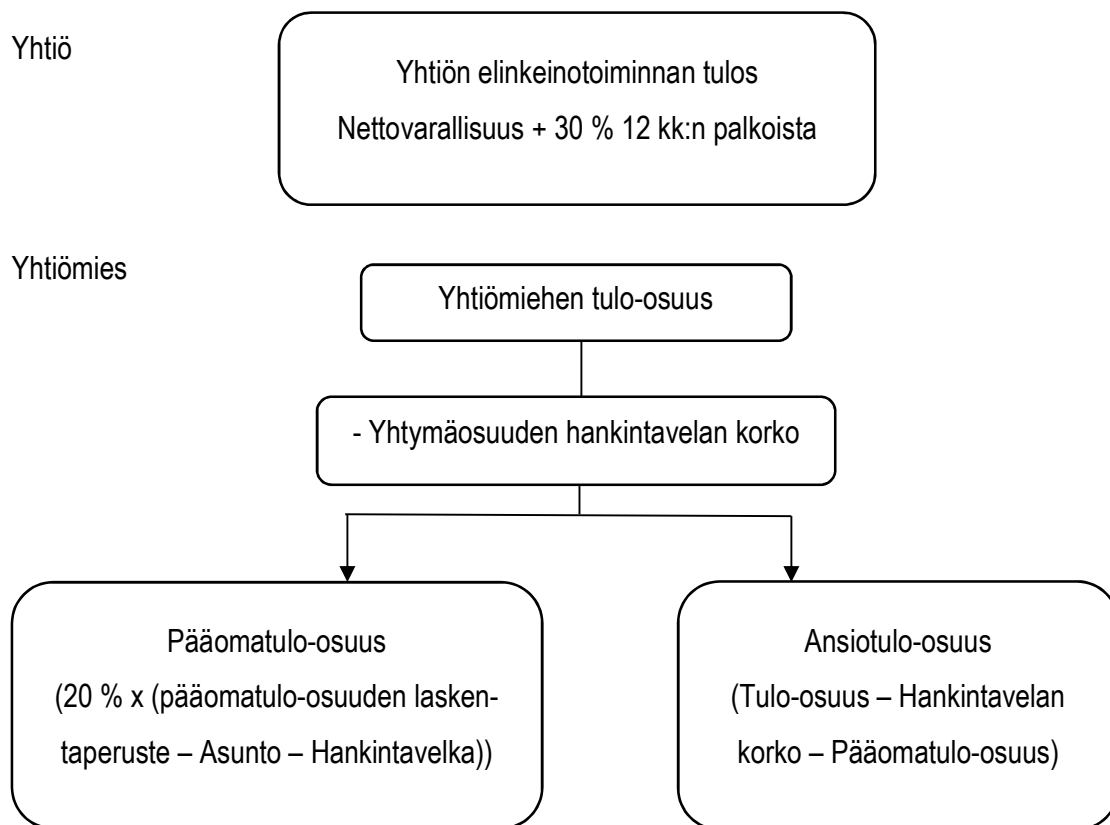 Yhtiö
Yhtiön elinkeinotoiminnan tulos
Nettovarallisuus + 30 % 12 kk:n palkoista
Yhtiömies
Yhtiömiehen tulo-osuus
- Yhtymäosuuden hankintavelan korko
Pääomatulo-osuus
(20 % x (pääomatulo-osuuden lasken-
taperuste – Asunto – Hankintavelka))
Ansiotulo-osuus
(Tulo-osuus – Hankintavelan
korko – Pääomatulo-osuus)